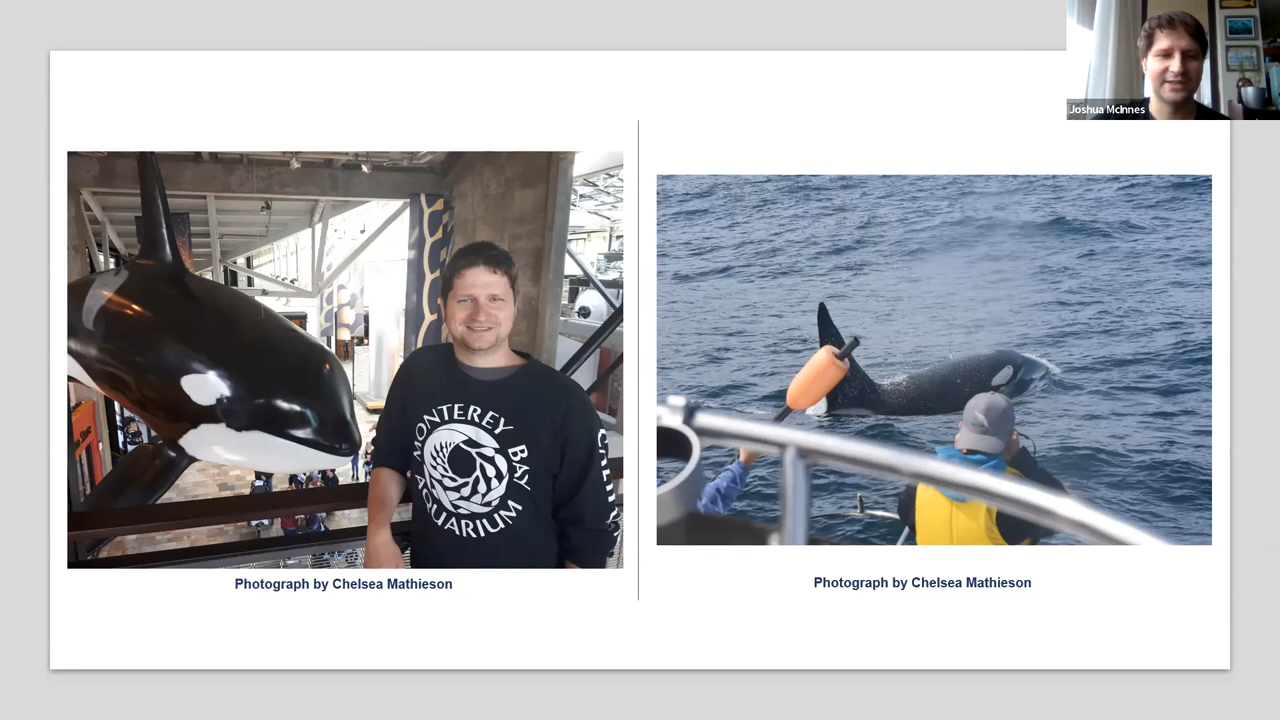 Joshua McInnes
MONTEREY BAY
AQUARIUM
Photograph by Chelsea Mathieson
Photograph by Chelsea Mathieson